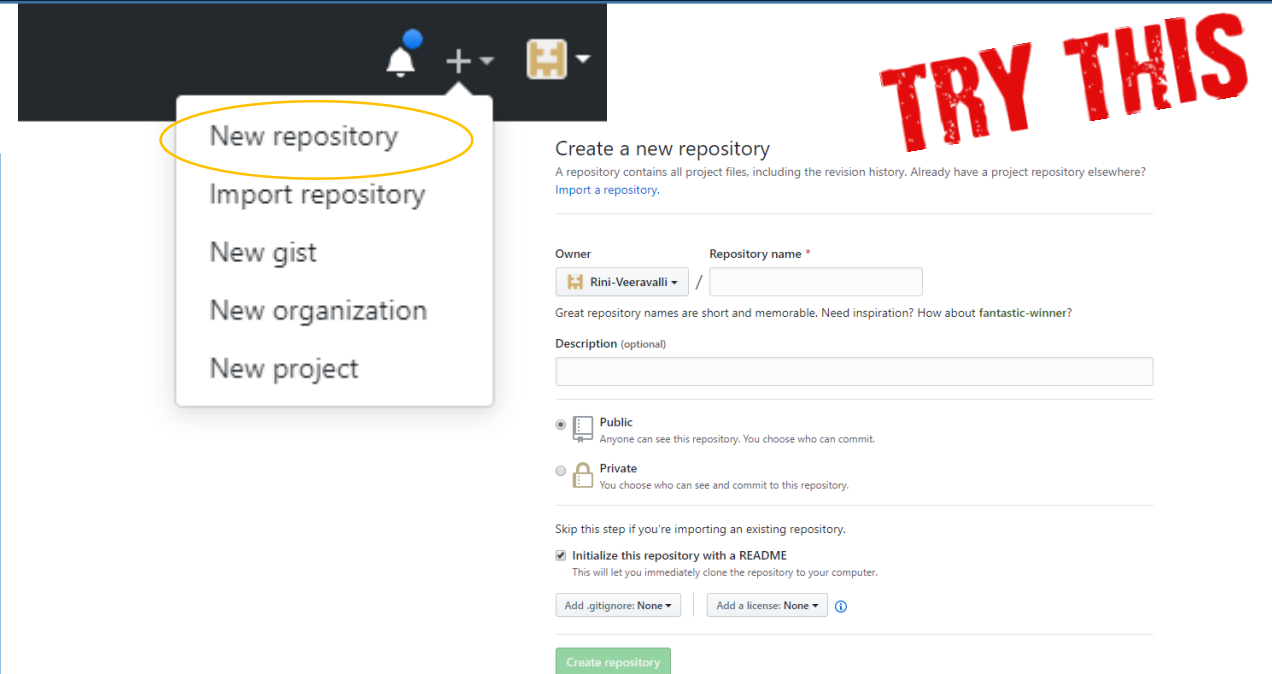 TRY THIS
New repository
Import repository
New gist
New organization
New project
Create a new repository
A repository contains all project files, including the revision history. Already have a project repository elsewhere?
Import a repository.
Owner
Repository name *
Rini-Veeravalli
/
Great repository names are short and memorable. Need inspiration? How about fantastic-winner?
Description (optional)
Public
Anyone can see this repository. You choose who can commit.
Private
You choose who can see and commit to this repository.
Skip this step if you're importing an existing repository.
Initialize this repository with a README
This will let you immediately clone the repository to your computer.
Add .gitignore: None
Add a license: None
Create repository